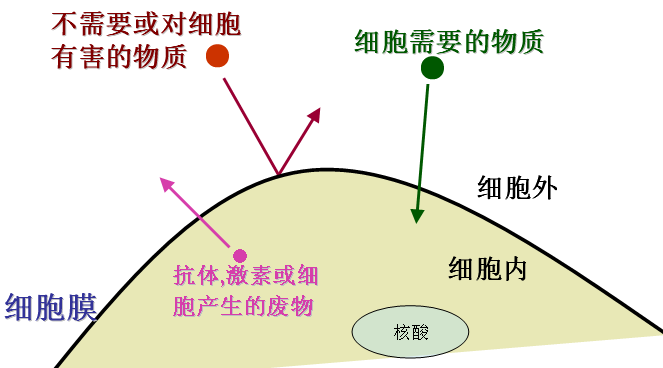 不需要或对细胞
有害的物质
细胞需要的物质
细胞外
细胞内
抗体,激素或细
胞产生的废物
细胞膜
核酸